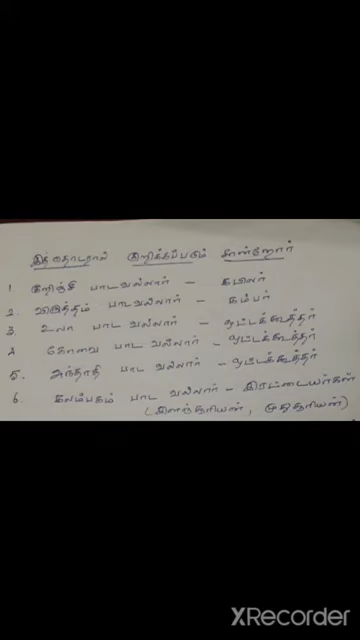 இத்தொடரால் குறிக்கப்பெறும் சான்றோர்
1. குறிஞ்சி பாடவல்லார் - கபிலர்
2. விருத்தம் பாடவல்லார் - கம்பர்
3. உலா பாட வல்லார் - ஒட்டக்கூத்தர்
4. கோவை பாட வல்லார் - ஒட்டக்கூத்தர்
5. அந்தாதி பாட வல்லார் - ஒட்டக்கூத்தர்
6. கலம்பகம் பாட வல்லார் - இரட்டையர்கள்
(இளஞ்சூரியன், முதுசூரியன்)
XRecorder